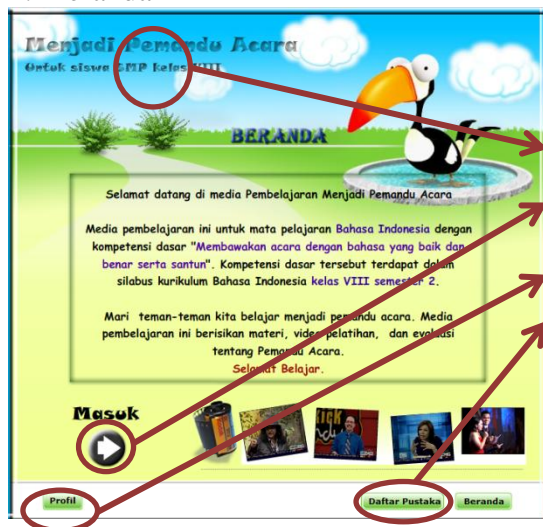 Menjadi Pemandu Acara
Untuk siswa SMP kelas VIII
BERANDA
Selamat datang di media Pembelajaran Menjadi Pemandu Acara
Media pembelajaran ini untuk mata pelajaran Bahasa Indonesia dengan
kompetensi dasar "Membawakan acara dengan bahasa yang baik dan
benar serta santun". Kompetensi dasar tersebut terdapat dalam
silabus kurikulum Bahasa Indonesia kelas VIII semester 2.
Mari teman-teman kita belajar menjadi pemandu acara. Media
pembelajaran ini berisikan materi, video pelatihan, dan evaluasi
tentang Pemandu Acara.
Selamat Belajar.
Masuk
Profil
Daftar Pustaka
Beranda